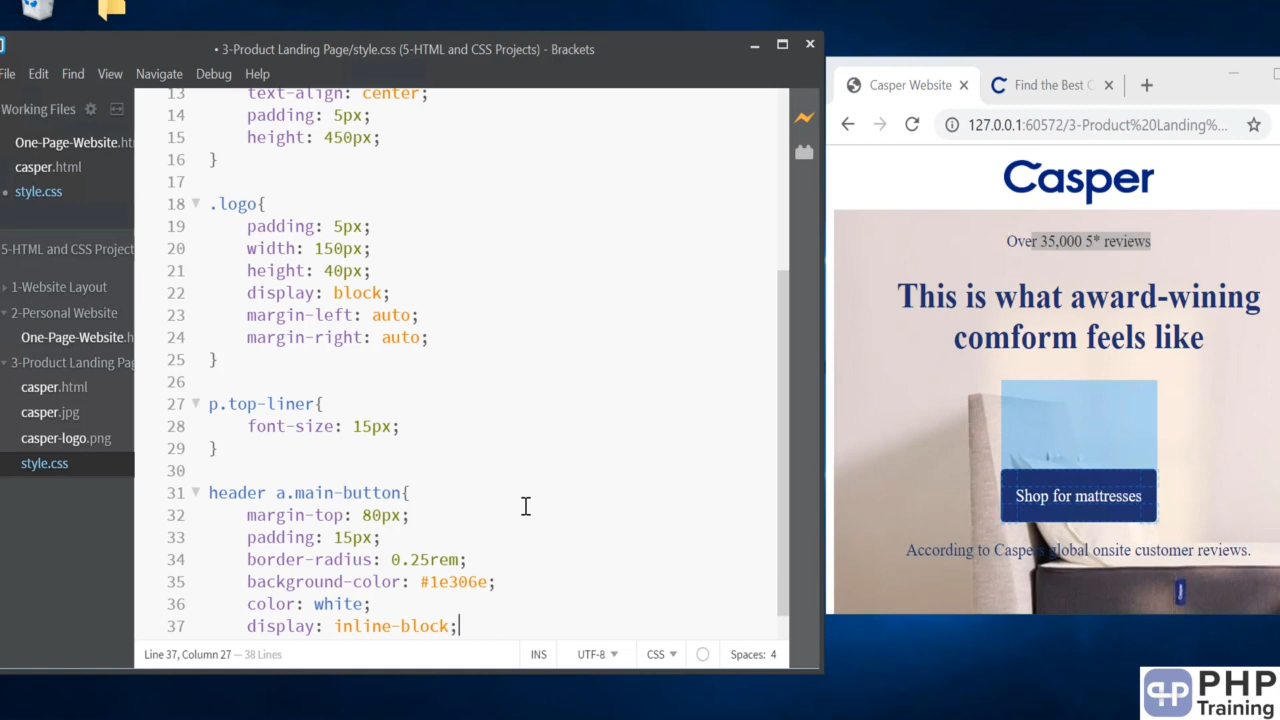 3-Product Landing Page/style.css (5-HTML and CSS Projects) - Brackets
File Edit Find View Navigate Debug Help
Working Files
One-Page-Website.ht
casper.html
style.css
5-HTML and CSS Project
1-Website Layout
2-Personal Website
One-Page-Website.h
3-Product Landing Pag
casper.html
casper.jpg
casper-logo.png
style.css
13 text-align: center;
14 padding: 5px;
15 height: 450px;
16 }
17
18 .logo{
19 padding: 5px;
20 width: 150px;
21 height: 40px;
22 display: block;
23 margin-left: auto;
24 margin-right: auto;
25 }
26
27 p.top-liner{
28 font-size: 15px;
29 }
30
31 header a.main-button{
32 margin-top: 80px;
33 padding: 15px;
34 border-radius: 0.25rem;
35 background-color: #1e306e;
36 color: white;
37 display: inline-block;
Line 37, Column 27 — 38 Lines
INS UTF-8 CSS Spaces: 4
Casper Website Find the Best C
127.0.0.1:60572/3-Product%20Landing%...
Casper
Over 35,000 5* reviews
This is what award-wining
comform feels like
Shop for mattresses
According to Caspers global onsite customer reviews.
PHP
Training